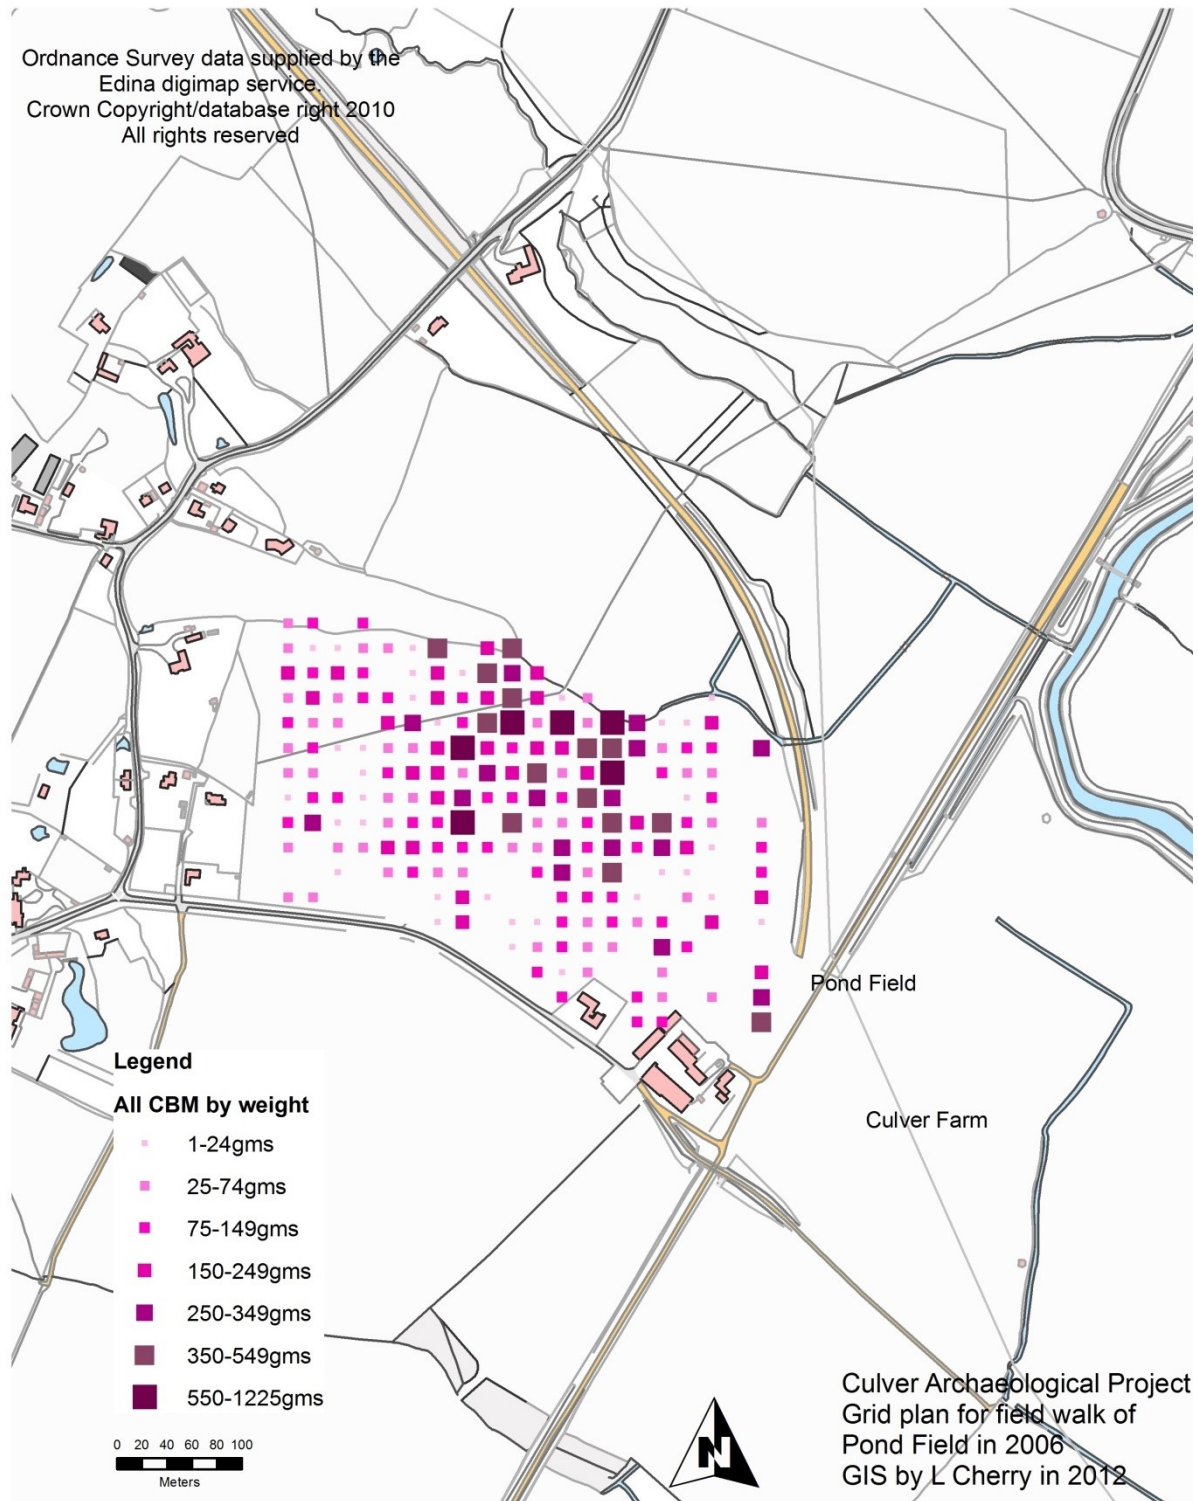 Ordnance Survey data supplied by the
Edina digimap service.
Crown Copyright/database right 2010
All rights reserved
Pond Field
Culver Farm
Legend
All CBM by weight
1-24gms
25-74gms
75-149gms
150-249gms
250-349gms
350-549gms
550-1225gms
0 20 40 60 80 100
Meters
N
Culver Archaeological Project
Grid plan for field walk of
Pond Field in 2006
GIS by L Cherry in 2012